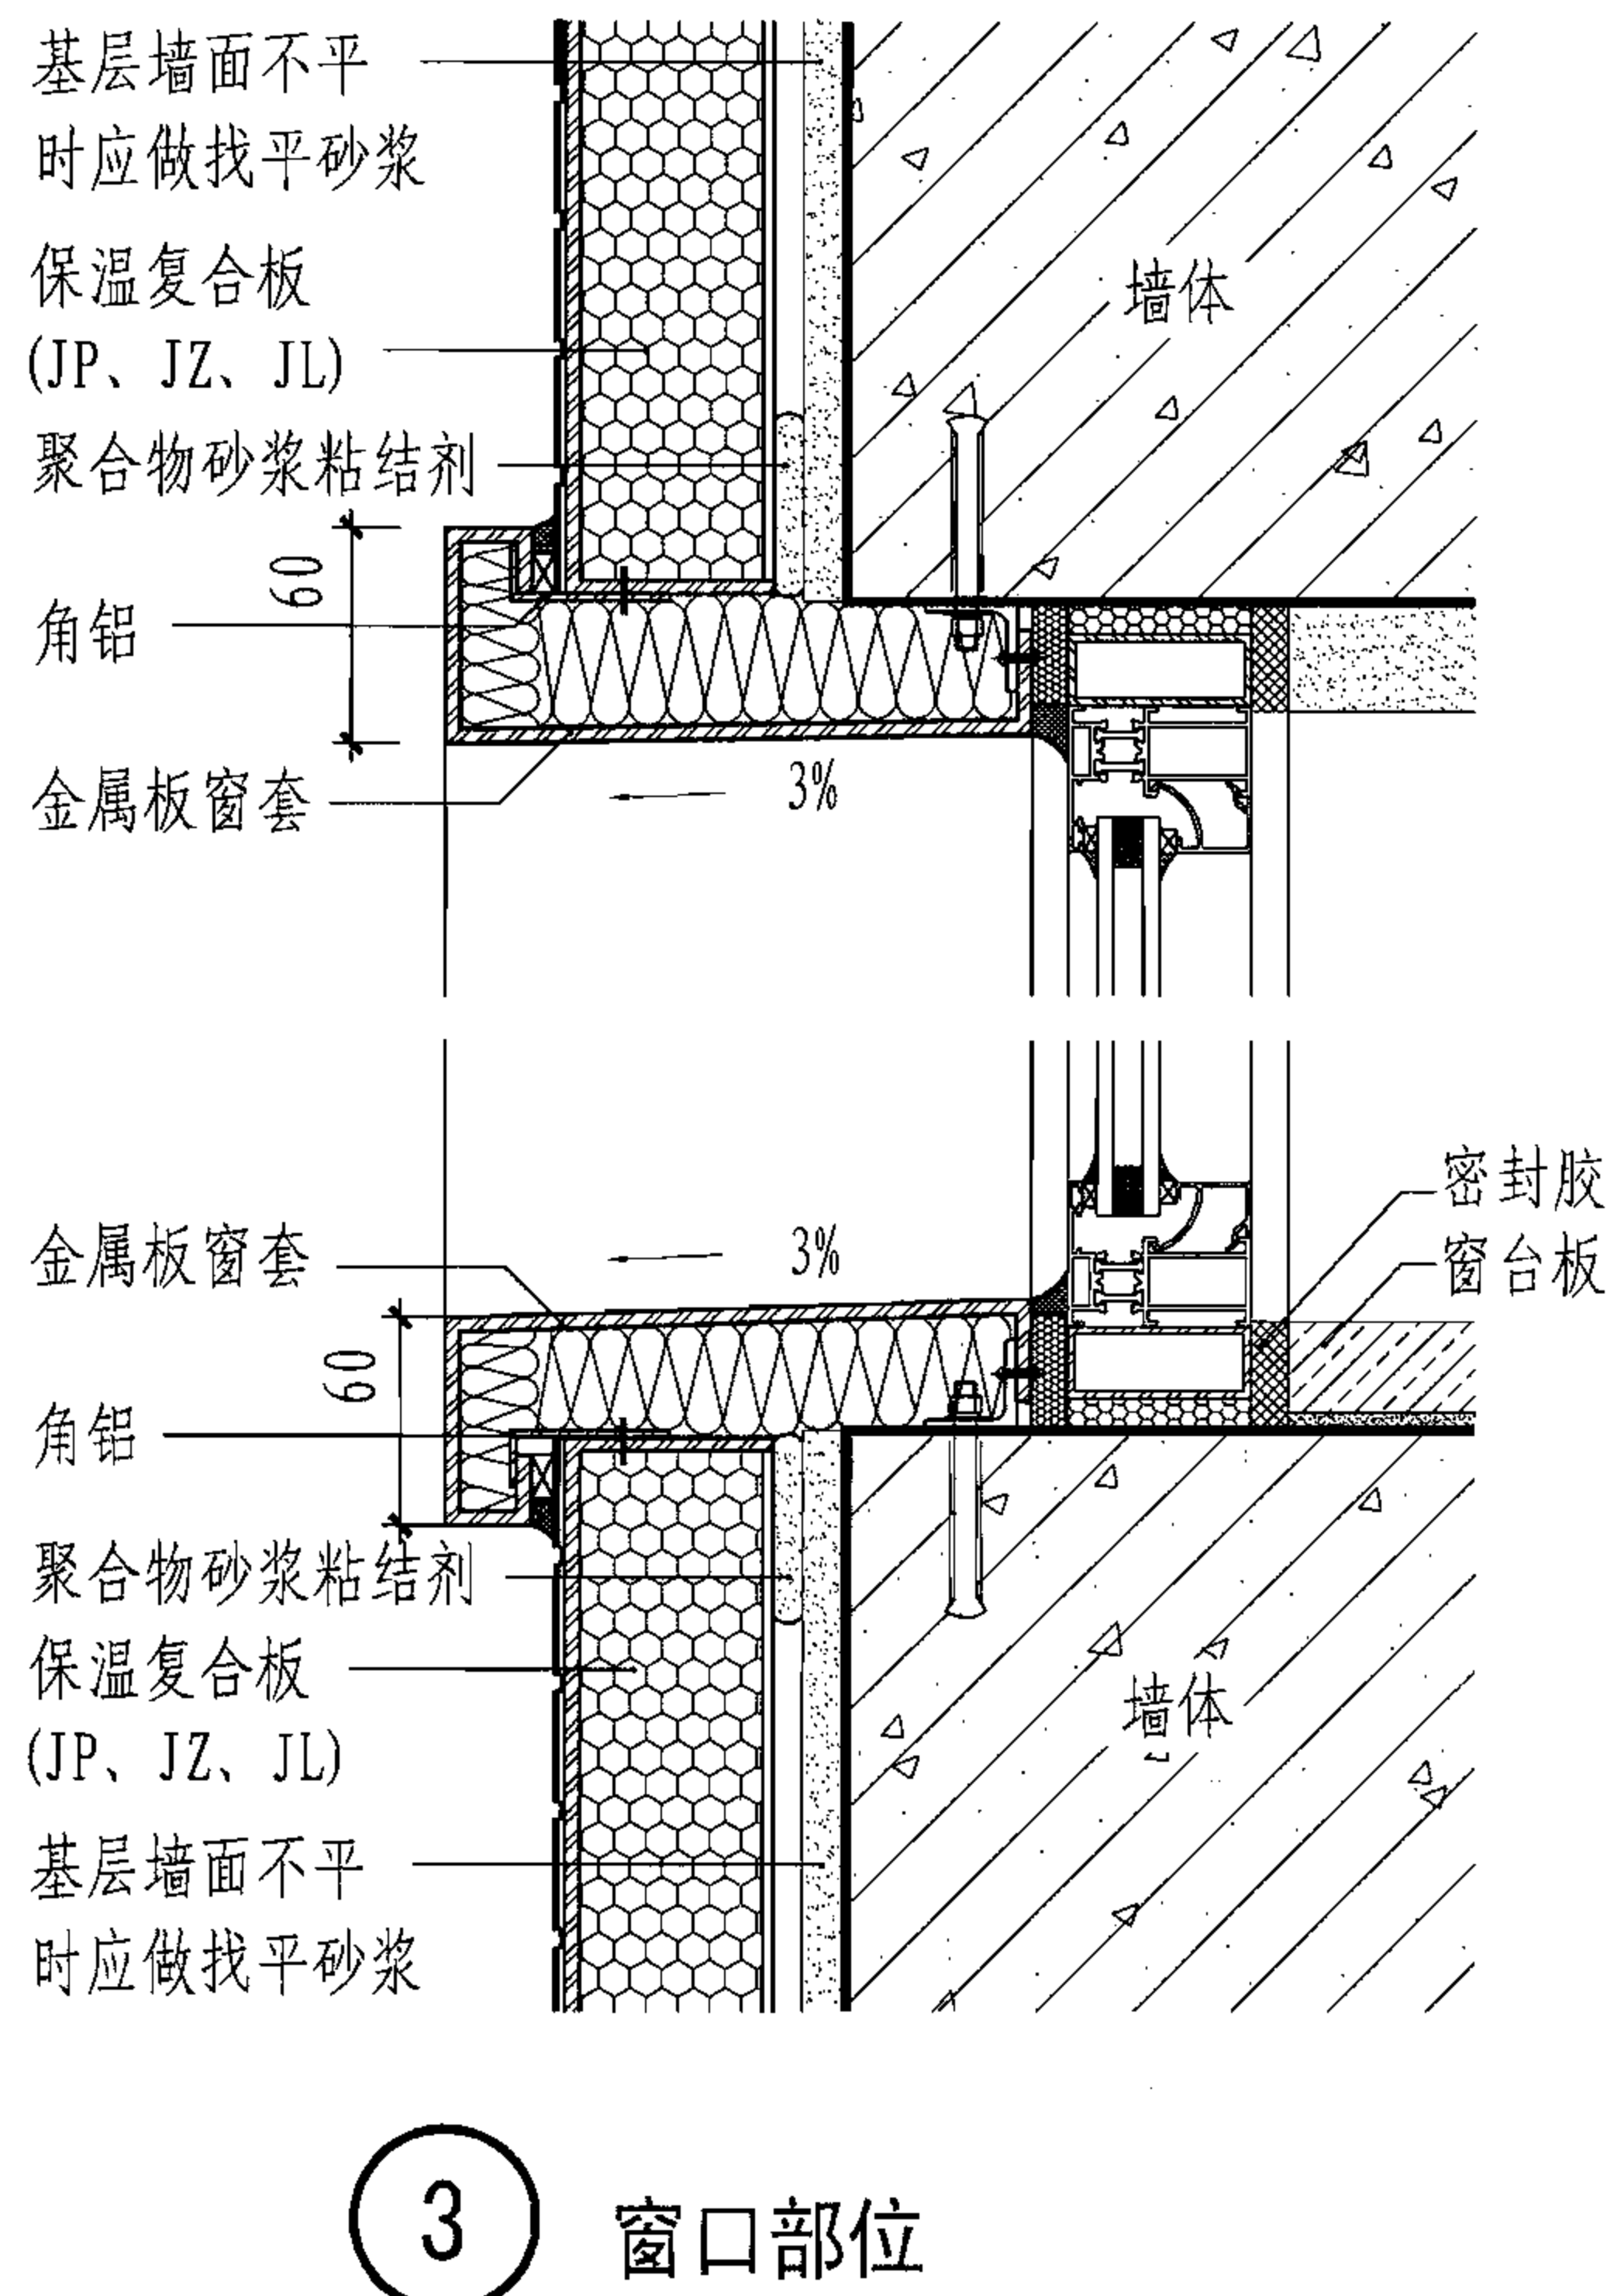 基层墙面不平
时应做找平砂浆
保温复合板
(JP、JZ、JL)
墙体
聚合物砂浆粘结剂
60
角铝
金属板窗套
3%
密封胶
窗台板
金属板窗套
3%
60
角铝
聚合物砂浆粘结剂
保温复合板
(JP、JZ、JL)
墙体
基层墙面不平
时应做找平砂浆
3 窗口部位